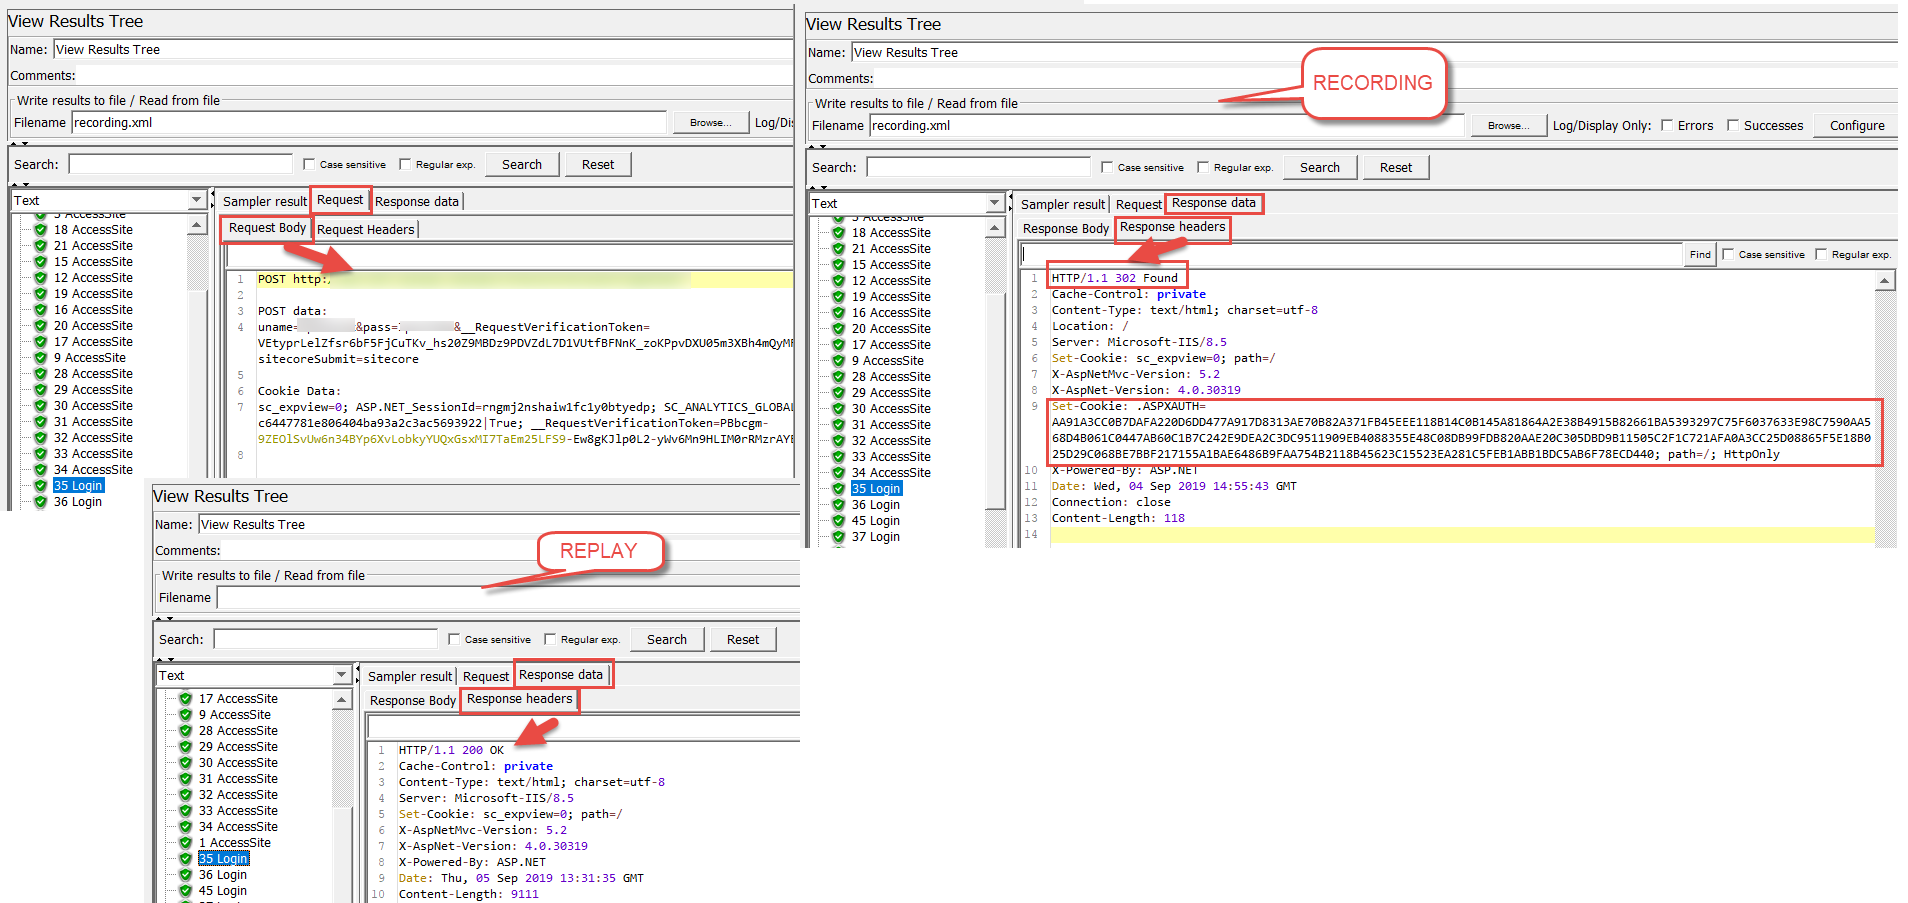 View Results Tree
Name: View Results Tree
Comments:
Write results to file / Read from file
Filename recording.xml Browse... Log/Dis
Search: Case sensitive Regular exp. Search Reset
Text
Sampler result Request Response data
Request Body Request Headers
3 AccessSite
18 AccessSite
21 AccessSite
15 AccessSite
12 AccessSite
19 AccessSite
16 AccessSite
20 AccessSite
17 AccessSite
9 AccessSite
28 AccessSite
29 AccessSite
30 AccessSite
31 AccessSite
32 AccessSite
33 AccessSite
34 AccessSite
35 Login
36 Login
1 POST http:/
2
3 POST data:
4 uname= &pass= &__RequestVerificationToken=
VEtyprLelZfsr6bF5FjCuTKv_hs20Z9MBDz9PDVZdL7D1VUtfBFNnK_zoKPpvDXU05m3XBh4mQyMF
sitecoreSubmit=sitecore
5
6 Cookie Data:
7 sc_expview=0; ASP.NET_SessionId=rngmj2nshaiw1fc1y0btyedp; SC_ANALYTICS_GLOBAL
c6447781e806404ba93a2c3ac5693922|True; __RequestVerificationToken=PBbcgm-
9ZEOlSvUw6n34BYp6XvLobkyYUQxGsxMI7TaEm25LFS9-Ew8gKJlp0L2-yWv6Mn9HLIM0rRMzrAYE
8
View Results Tree
Name: View Results Tree
Comments:
RECORDING
Write results to file / Read from file
Filename recording.xml Browse... Log/Display Only: Errors Successes Configure
Search: Case sensitive Regular exp. Search Reset
Text
Sampler result Request Response data
Response Body Response headers
Find Case sensitive Regular exp.
3 AccessSite
18 AccessSite
21 AccessSite
15 AccessSite
12 AccessSite
19 AccessSite
16 AccessSite
20 AccessSite
17 AccessSite
9 AccessSite
28 AccessSite
29 AccessSite
30 AccessSite
31 AccessSite
32 AccessSite
33 AccessSite
34 AccessSite
35 Login
36 Login
45 Login
37 Login
1 HTTP/1.1 302 Found
2 Cache-Control: private
3 Content-Type: text/html; charset=utf-8
4 Location: /
5 Server: Microsoft-IIS/8.5
6 Set-Cookie: sc_expview=0; path=/
7 X-AspNetMvc-Version: 5.2
8 X-AspNet-Version: 4.0.30319
9 Set-Cookie: .ASPXAUTH=
AA91A3CC0B7DAFA220D6DD477A917D8313AE70B82A371FB45EEE118B14C0B145A81864A2E38B4915B82661BA5393297C75F6037633E98C7590AA5
68D4B061C0447AB60C1B7C242E9DEA2C3DC9511909EB4088355E48C08DB99FDB820AAE20C305DBD9B11505C2F1C721AFA0A3CC25D08865F5E18B0
25D29C068BE7BBF217155A1BAE6486B9FAA754B2118B45623C15523EA281C5FEB1ABB1BDC5AB6F78ECD440; path=/; HttpOnly
10 X-Powered-By: ASP.NET
11 Date: Wed, 04 Sep 2019 14:55:43 GMT
12 Connection: close
13 Content-Length: 118
14
View Results Tree
Name: View Results Tree
Comments:
REPLAY
Write results to file / Read from file
Filename
Search: Case sensitive Regular exp. Search Reset
Text
Sampler result Request Response data
Response Body Response headers
17 AccessSite
9 AccessSite
28 AccessSite
29 AccessSite
30 AccessSite
31 AccessSite
32 AccessSite
33 AccessSite
34 AccessSite
1 AccessSite
35 Login
36 Login
45 Login
1 HTTP/1.1 200 OK
2 Cache-Control: private
3 Content-Type: text/html; charset=utf-8
4 Server: Microsoft-IIS/8.5
5 Set-Cookie: sc_expview=0; path=/
6 X-AspNetMvc-Version: 5.2
7 X-AspNet-Version: 4.0.30319
8 X-Powered-By: ASP.NET
9 Date: Thu, 05 Sep 2019 13:31:35 GMT
10 Content-Length: 9111